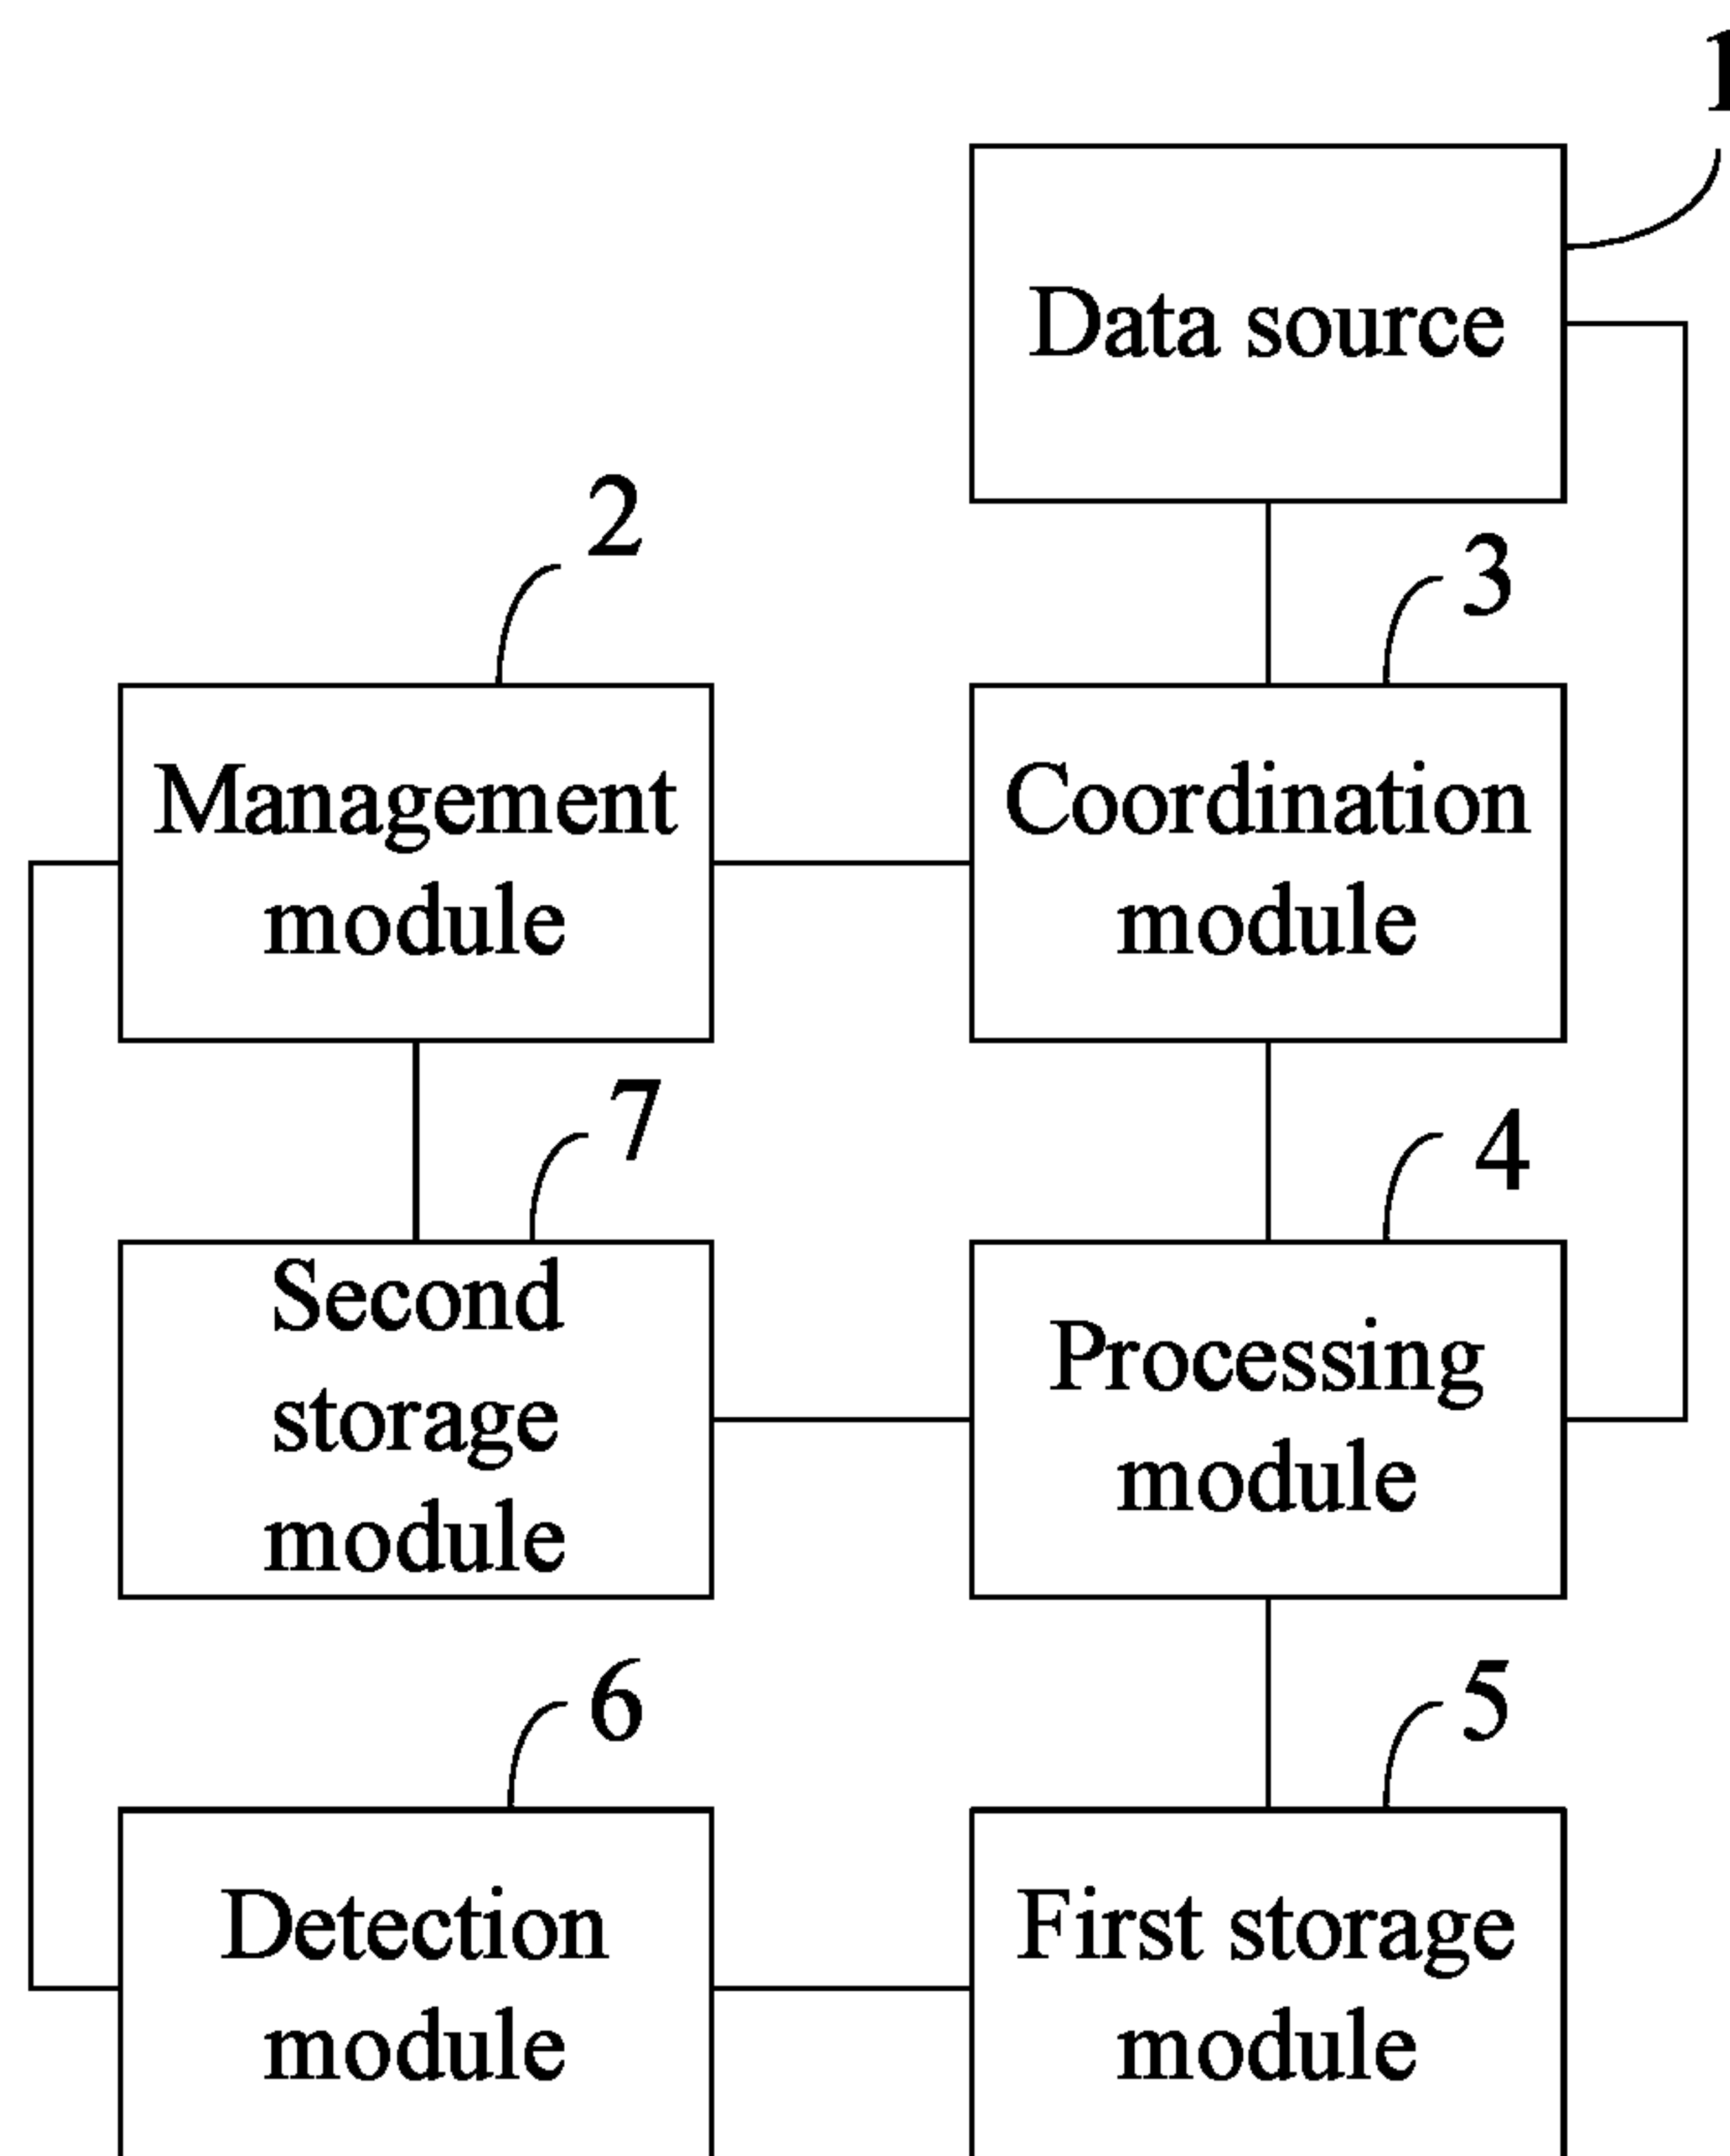 1
Data source
2
3
Management
module
Coordination
module
7
4
Second
storage
module
Processing
module
6
5
Detection
module
First storage
module